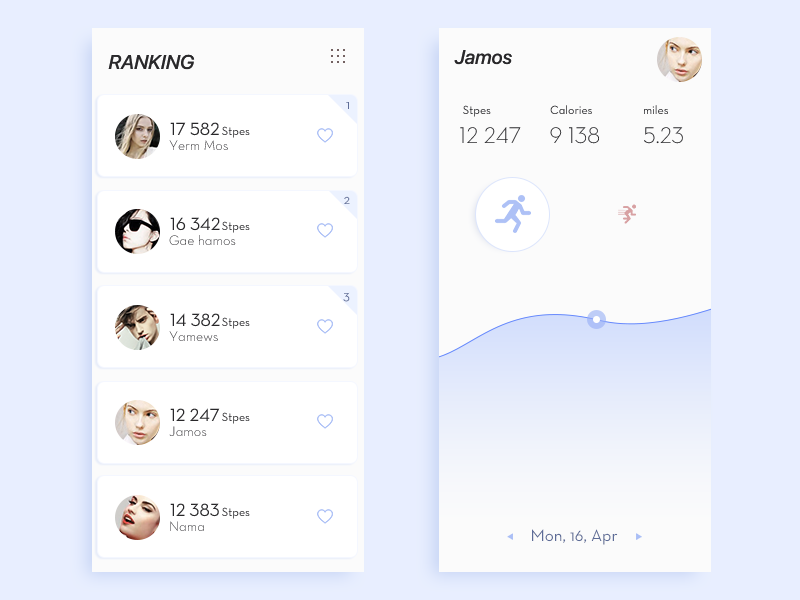 RANKING
1
17 582 Stpes
Yerm Mos
2
16 342 Stpes
Gae hamos
3
14 382 Stpes
Yamews
12 247 Stpes
Jamos
12 383 Stpes
Nama
Jamos
Stpes Calories miles
12 247 9 138 5.23
Mon, 16, Apr